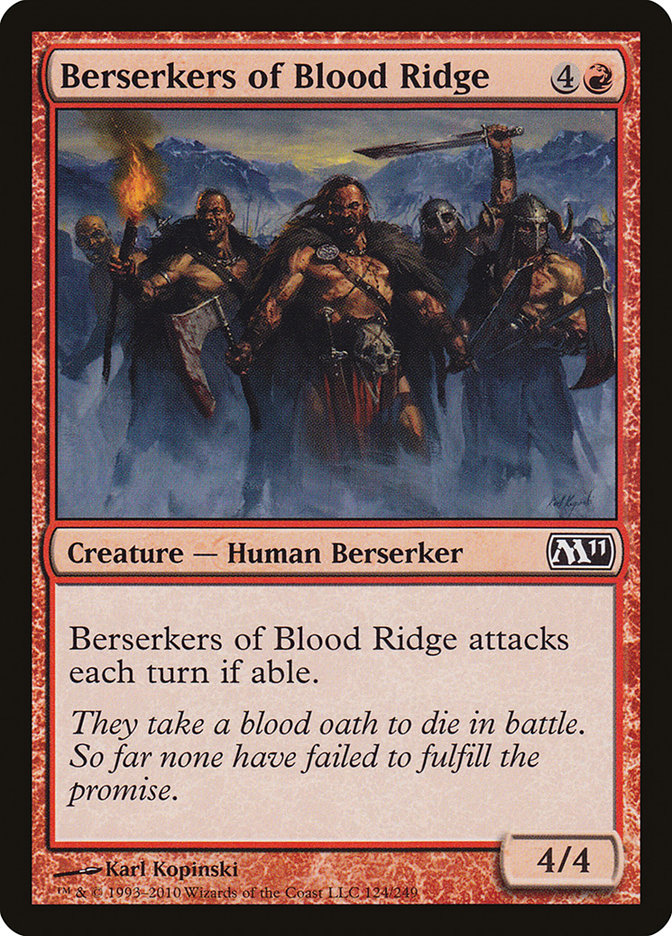 Berserkers of Blood Ridge 4
Creature — Human Berserker M11
Berserkers of Blood Ridge attacks
each turn if able.
They take a blood oath to die in battle.
So far none have failed to fulfill the
promise.
4/4
Karl Kopinski
™ & © 1993–2010 Wizards of the Coast LLC 124/249